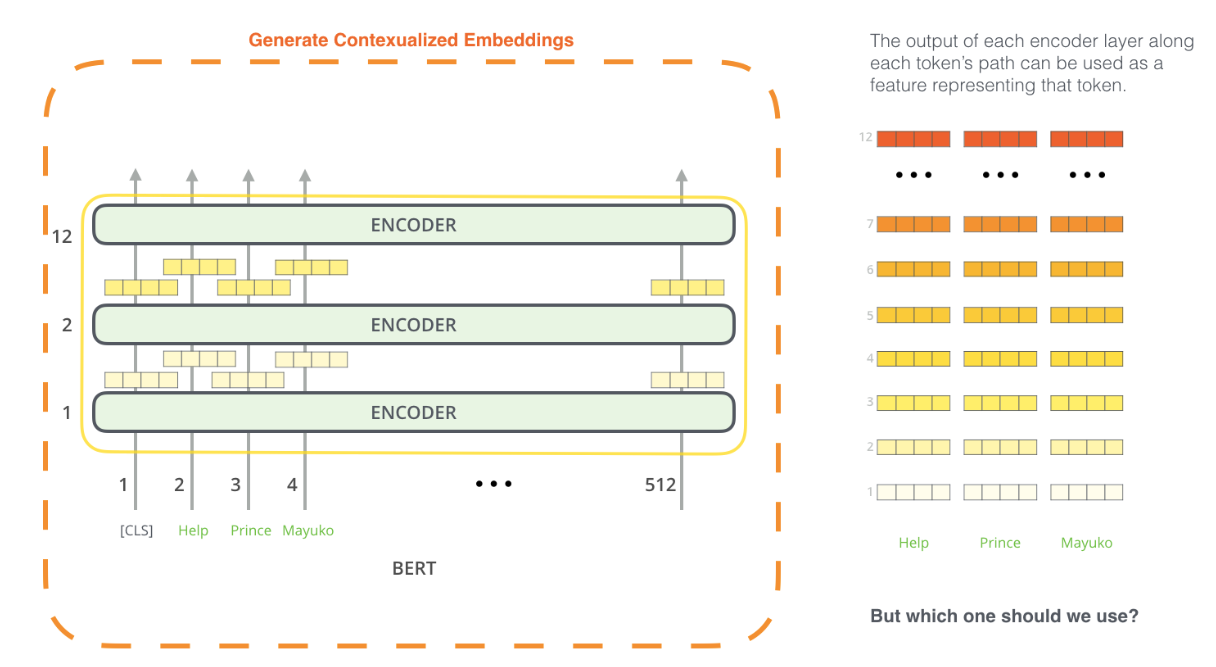 Generate Contexualized Embeddings
12
ENCODER
2
ENCODER
1
ENCODER
1 2 3 4 ••• 512
[CLS] Help Prince Mayuko
BERT
The output of each encoder layer along
each token's path can be used as a
feature representing that token.
12
•••  •••  •••
7
6
5
4
3
2
1
Help Prince Mayuko
But which one should we use?